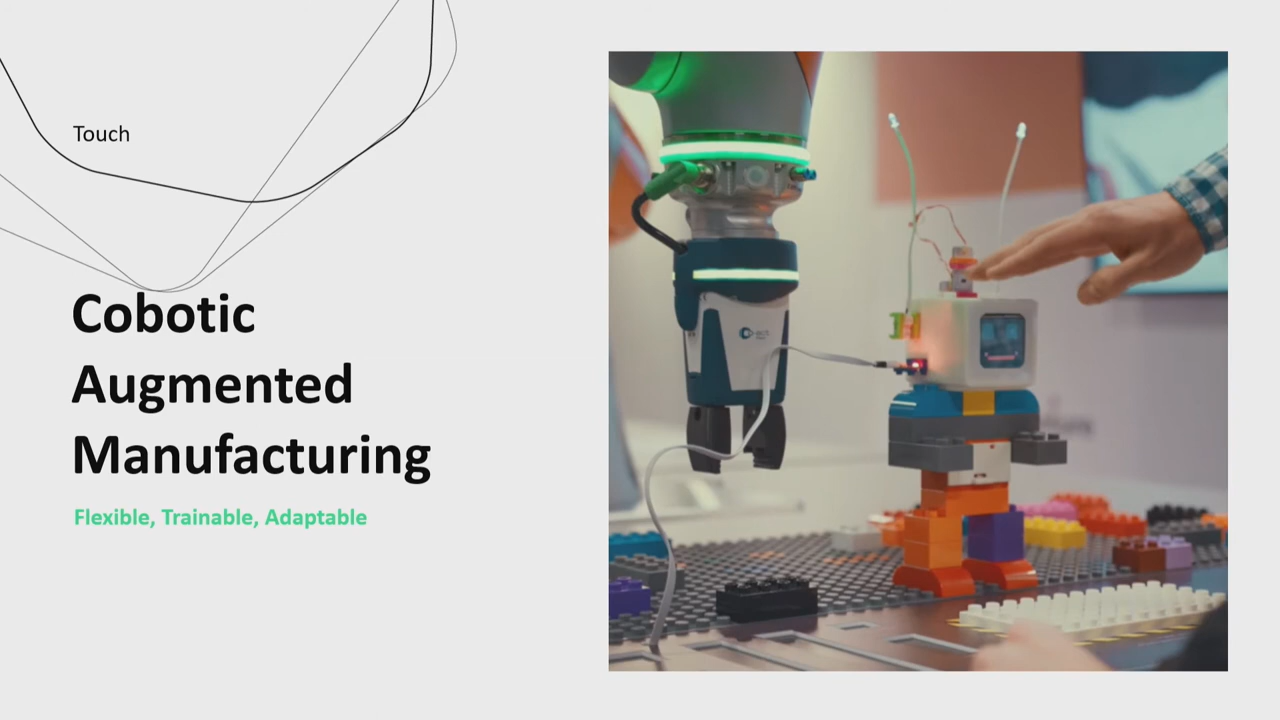 Touch
Cobotic
Augmented
Manufacturing
Flexible, Trainable, Adaptable